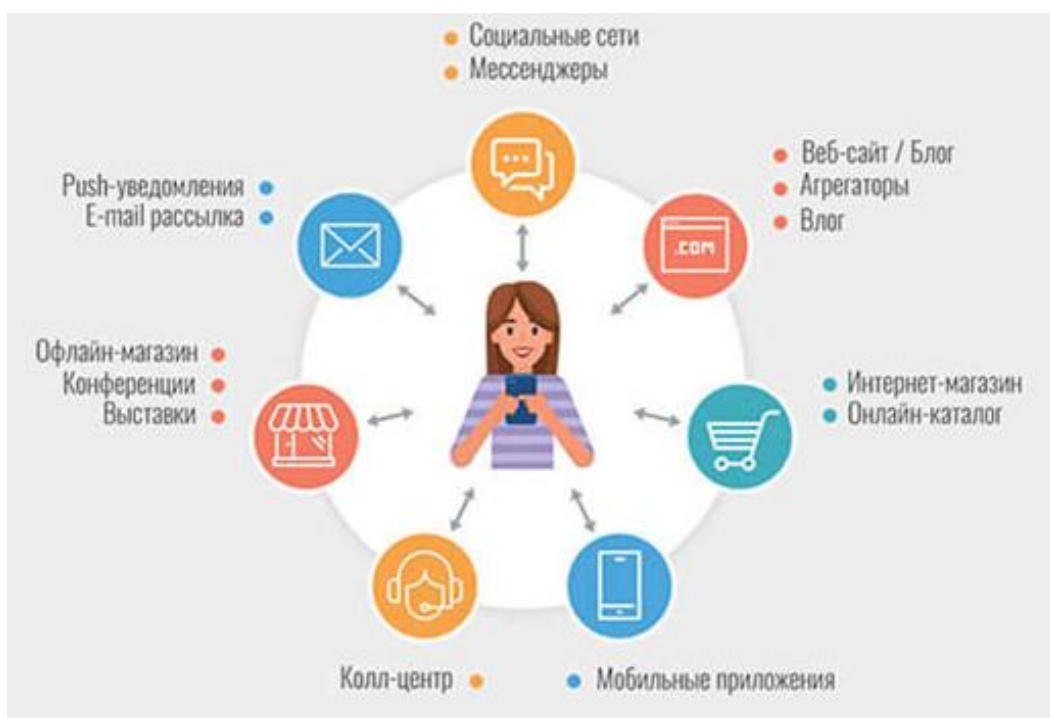 Социальные сети
Мессенджеры
Push-уведомления
E-mail рассылка
Веб-сайт / Блог
Агрегаторы
Влог
.com
Офлайн-магазин
Конференции
Выставки
Интернет-магазин
Онлайн-каталог
Колл-центр
Мобильные приложения